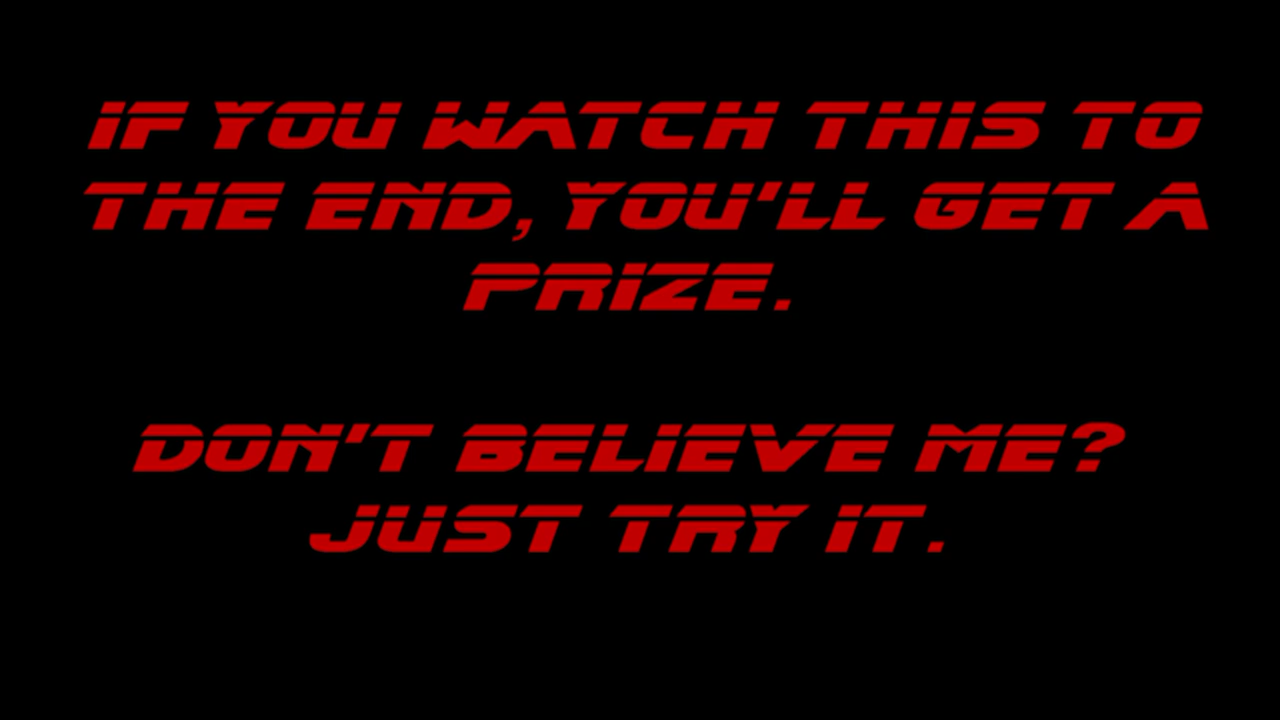 IF YOU WATCH THIS TO
THE END, YOU'LL GET A
PRIZE.
DON'T BELIEVE ME?
JUST TRY IT.